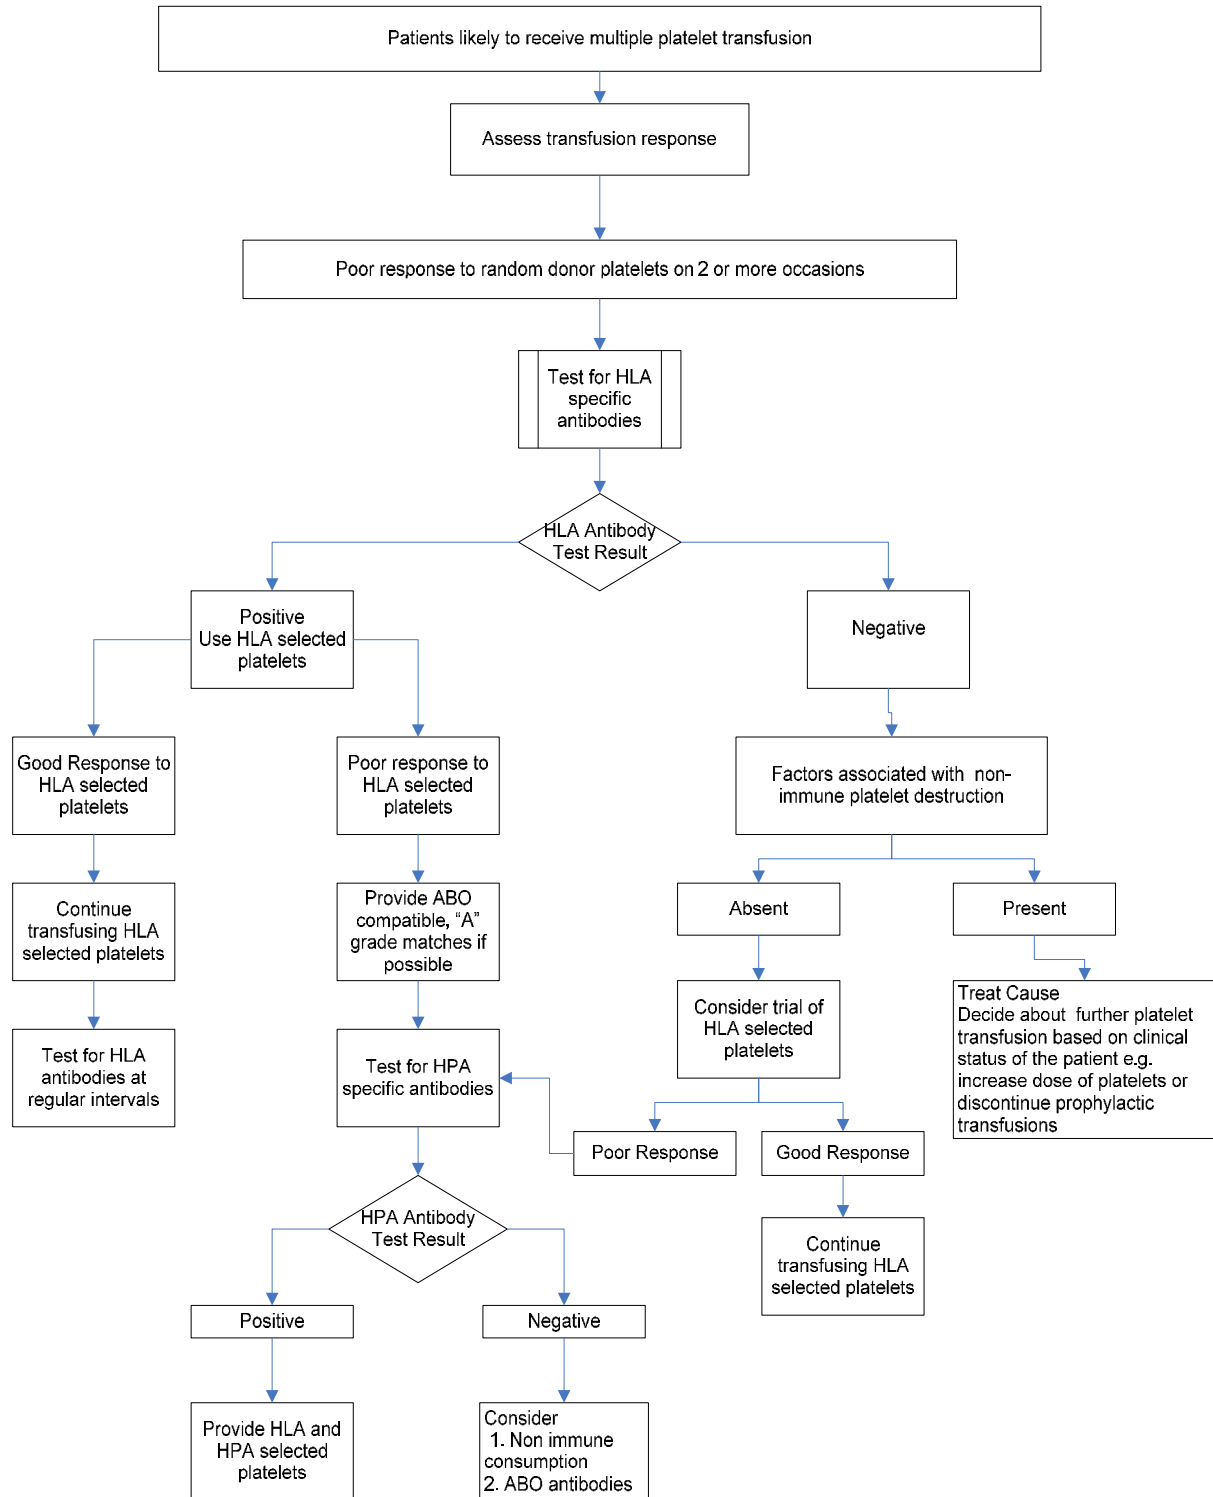 Patients likely to receive multiple platelet transfusion
Assess transfusion response
Poor response to random donor platelets on 2 or more occasions
Test for HLA
specific
antibodies
HLA Antibody
Test Result
Positive
Use HLA selected
platelets
Negative
Good Response to
HLA selected
platelets
Poor response to
HLA selected
platelets
Factors associated with non-
immune platelet destruction
Continue
transfusing HLA
selected platelets
Provide ABO
compatible, “A”
grade matches if
possible
Absent
Present
Test for HLA
antibodies at
regular intervals
Test for HPA
specific antibodies
Consider trial of
HLA selected
platelets
Treat Cause
Decide about further platelet
transfusion based on clinical
status of the patient e.g.
increase dose of platelets or
discontinue prophylactic
transfusions
Poor Response
Good Response
HPA Antibody
Test Result
Continue
transfusing HLA
selected platelets
Positive
Negative
Provide HLA and
HPA selected
platelets
Consider
1. Non immune
consumption
2. ABO antibodies